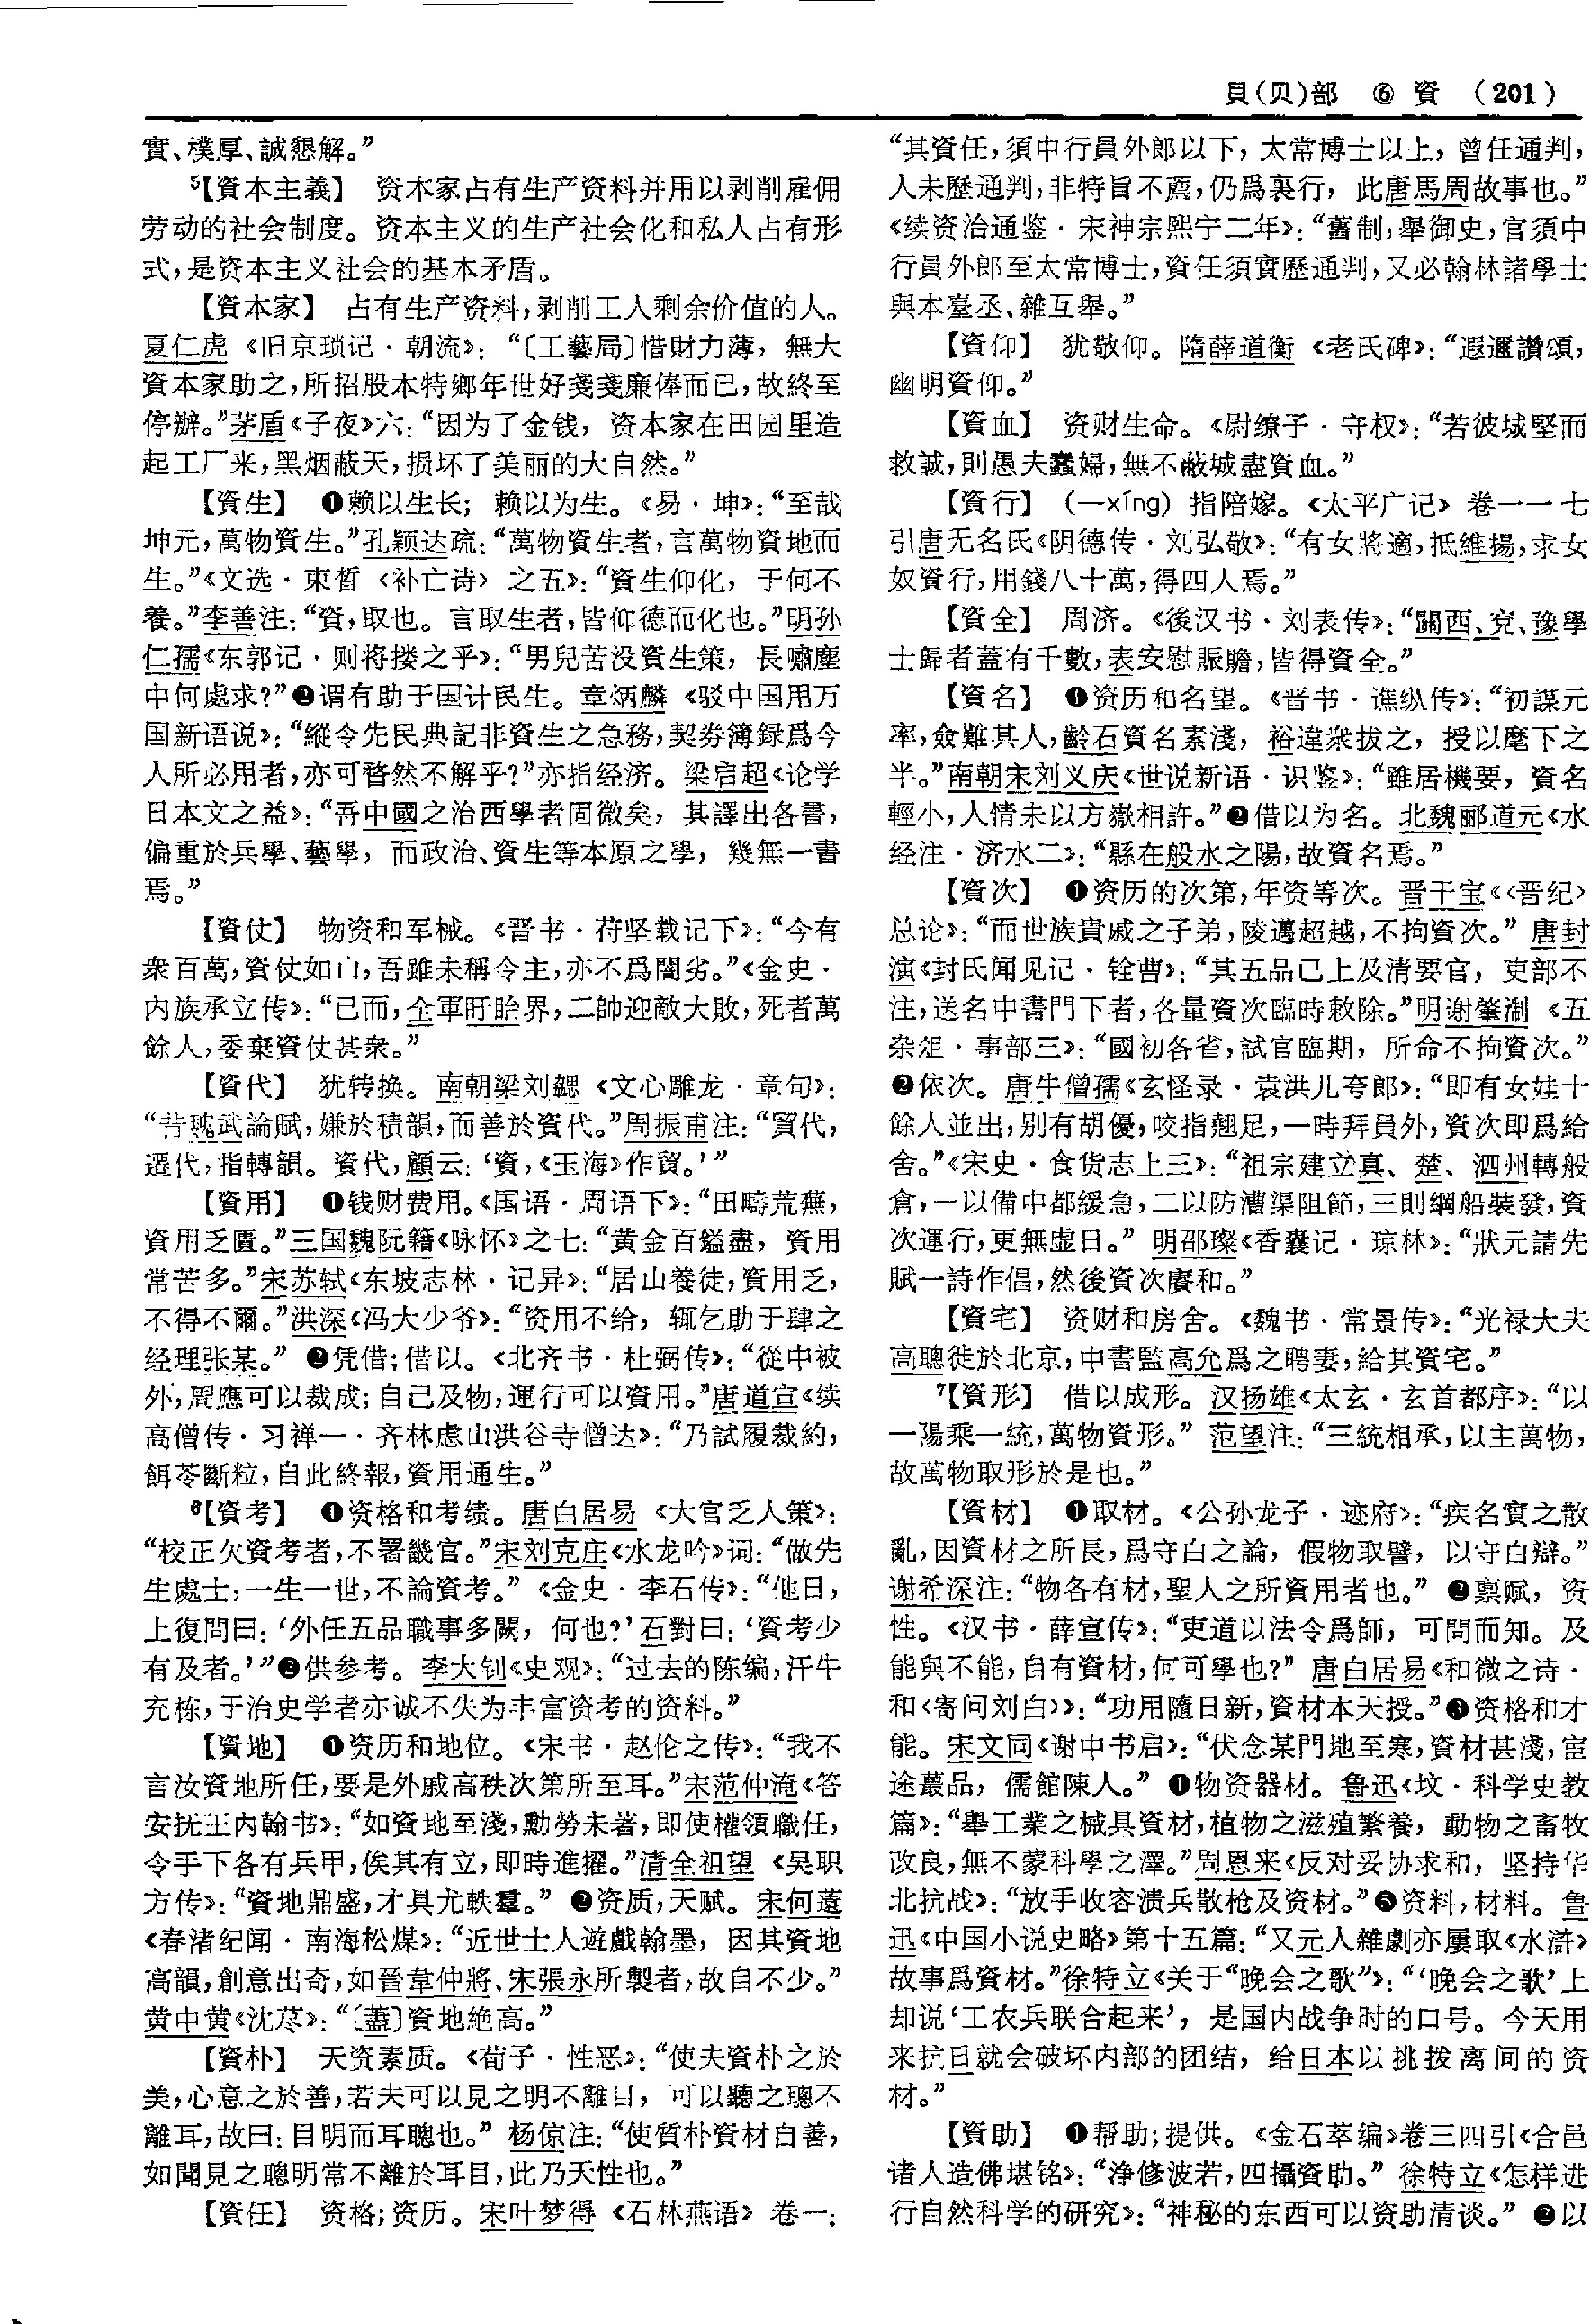 貝(贝)部 ⑥ 資 (201)
實、樸厚、誠懇解。”
⁵【資本主義】 资本家占有生产资料并用以剥削雇佣
劳动的社会制度。资本主义的生产社会化和私人占有形
式,是资本主义社会的基本矛盾。
【資本家】 占有生产资料,剥削工人剩余价值的人。
夏仁虎《旧京琐记·朝流》:“〔工藝局〕惜財力薄,無大
資本家助之,所招股本特鄉年世好戔戔廉俸而已,故終至
停辦。”茅盾《子夜》六:“因为了金钱,资本家在田园里造
起工厂来,黑烟蔽天,损坏了美丽的大自然。”
【資生】 ❶赖以生长;赖以为生。《易·坤》:“至哉
坤元,萬物資生。”孔颖达疏:“萬物資生者,言萬物資地而
生。”《文选·束皙〈补亡诗〉之五》:“資生仰化,于何不
養。”李善注:“資,取也。言取生者,皆仰德而化也。”明孙
仁孺《东郭记·则将搂之乎》:“男兒苦没資生策,長嘯塵
中何處求?”❷谓有助于国计民生。章炳麟《驳中国用万
国新语说》:“縱令先民典記非資生之急務,契券簿録爲今
人所必用者,亦可瞀然不解乎?”亦指经济。梁启超《论学
日本文之益》:“吾中國之治西學者固微矣,其譯出各書,
偏重於兵學、藝學,而政治、資生等本原之學,幾無一書
焉。”
【資仗】 物资和军械。《晋书·苻坚载记下》:“今有
衆百萬,資仗如山,吾雖未稱令主,亦不爲闇劣。”《金史·
内族承立传》:“已而,全軍盱眙界,二帥迎敵大敗,死者萬
餘人,委棄資仗甚衆。”
【資代】 犹转换。南朝梁刘勰《文心雕龙·章句》:
“昔魏武論賦,嫌於積韻,而善於資代。”周振甫注:“貿代,
遷代,指轉韻。資代,顧云:‘資,《玉海》作貿。’”
【資用】 ❶钱财费用。《国语·周语下》:“田疇荒蕪,
資用乏匱。”三国魏阮籍《咏怀》之七:“黄金百鎰盡,資用
常苦多。”宋苏轼《东坡志林·记异》:“居山養徒,資用乏,
不得不爾。”洪深《冯大少爷》:“资用不给,辄乞助于肆之
经理张某。” ❷凭借;借以。《北齐书·杜弼传》:“從中被
外,周應可以裁成;自己及物,運行可以資用。”唐道宣《续
高僧传·习禅一·齐林虑山洪谷寺僧达》:“乃試履裁約,
餌苓斷粒,自此終報,資用通生。”
⁶【資考】 ❶资格和考绩。唐白居易《大官乏人策》:
“校正欠資考者,不署畿官。”宋刘克庄《水龙吟》词:“做先
生處士,一生一世,不論資考。”《金史·李石传》:“他日,
上復問曰:‘外任五品職事多闕,何也?’石對曰:‘資考少
有及者。’”❷供参考。李大钊《史观》:“过去的陈编,汗牛
充栋,于治史学者亦诚不失为丰富资考的资料。”
【資地】 ❶资历和地位。《宋书·赵伦之传》:“我不
言汝資地所任,要是外戚高秩次第所至耳。”宋范仲淹《答
安抚王内翰书》:“如資地至淺,勳勞未著,即使權領職任,
令手下各有兵甲,俟其有立,即時進擢。”清全祖望《吴职
方传》:“資地鼎盛,才具尤軼羣。” ❷资质,天赋。宋何薳
《春渚纪闻·南海松煤》:“近世士人遊戲翰墨,因其資地
高韻,創意出奇,如晉韋仲將、宋張永所製者,故自不少。”
黄中黄《沈荩》:“〔藎〕資地絶高。”
【資朴】 天资素质。《荀子·性恶》:“使夫資朴之於
美,心意之於善,若夫可以見之明不離目,可以聽之聰不
離耳,故曰:目明而耳聰也。”杨倞注:“使質朴資材自善,
如聞見之聰明常不離於耳目,此乃天性也。”
【資任】 资格;资历。宋叶梦得《石林燕语》卷一:
“其資任,須中行員外郎以下,太常博士以上,曾任通判,
人未歷通判,非特旨不薦,仍爲裏行,此唐馬周故事也。”
《续资治通鉴·宋神宗熙宁二年》:“舊制,舉御史,官須中
行員外郎至太常博士,資任須實歷通判,又必翰林諸學士
與本臺丞、雜互舉。”
【資仰】 犹敬仰。隋薛道衡《老氏碑》:“遐邇讚頌,
幽明資仰。”
【資血】 资财生命。《尉缭子·守权》:“若彼城堅而
救誠,則愚夫蠢婦,無不蔽城盡資血。”
【資行】 (—xíng) 指陪嫁。《太平广记》卷一一七
引唐无名氏《阴德传·刘弘敬》:“有女將適,抵維揚,求女
奴資行,用錢八十萬,得四人焉。”
【資全】 周济。《後汉书·刘表传》:“關西、兗、豫學
士歸者蓋有千數,表安慰賑贍,皆得資全。”
【資名】 ❶资历和名望。《晋书·谯纵传》:“初謀元
率,僉難其人,齡石資名素淺,裕違衆拔之,授以麾下之
半。”南朝宋刘义庆《世说新语·识鉴》:“雖居機要,資名
輕小,人情未以方嶽相許。”❷借以为名。北魏郦道元《水
经注·济水二》:“縣在般水之陽,故資名焉。”
【資次】 ❶资历的次第,年资等次。晋干宝《〈晋纪〉
总论》:“而世族貴戚之子弟,陵邁超越,不拘資次。”唐封
演《封氏闻见记·铨曹》:“其五品已上及清要官,吏部不
注,送名中書門下者,各量資次臨時敕除。”明谢肇淛《五
杂俎·事部三》:“國初各省,試官臨期,所命不拘資次。”
❷依次。唐牛僧孺《玄怪录·袁洪儿夸郎》:“即有女娃十
餘人並出,别有胡優,咬指翹足,一時拜員外,資次即爲給
舍。”《宋史·食货志上三》:“祖宗建立真、楚、泗州轉般
倉,一以備中都緩急,二以防漕渠阻節,三則綱船裝發,資
次運行,更無虚日。” 明邵璨《香囊记·琼林》:“狀元請先
賦一詩作倡,然後資次賡和。”
【資宅】 资财和房舍。《魏书·常景传》:“光禄大夫
高聰徙於北京,中書監高允爲之聘妻,給其資宅。”
⁷【資形】 借以成形。汉扬雄《太玄·玄首都序》:“以
一陽乘一統,萬物資形。” 范望注:“三統相承,以主萬物,
故萬物取形於是也。”
【資材】 ❶取材。《公孙龙子·迹府》:“疾名實之散
亂,因資材之所長,爲守白之論,假物取譬,以守白辯。”
谢希深注:“物各有材,聖人之所資用者也。” ❷禀赋,资
性。《汉书·薛宣传》:“吏道以法令爲師,可問而知。及
能與不能,自有資材,何可學也?” 唐白居易《和微之诗·
和〈寄问刘白〉》:“功用隨日新,資材本天授。”❸资格和才
能。宋文同《谢中书启》:“伏念某門地至寒,資材甚淺,宦
途蕞品,儒館陳人。” ❹物资器材。鲁迅《坟·科学史教
篇》:“舉工業之械具資材,植物之滋殖繁養,動物之畜牧
改良,無不蒙科學之澤。”周恩来《反对妥协求和,坚持华
北抗战》:“放手收容溃兵散枪及资材。”❺资料,材料。鲁
迅《中国小说史略》第十五篇:“又元人雜劇亦屢取《水滸》
故事爲資材。”徐特立《关于“晚会之歌”》:“‘晚会之歌’上
却说‘工农兵联合起来’,是国内战争时的口号。今天用
来抗日就会破坏内部的团结,给日本以挑拨离间的资
材。”
【資助】 ❶帮助;提供。《金石萃编》卷三四引《合邑
诸人造佛堪铭》:“浄修波若,四攝資助。”徐特立《怎样进
行自然科学的研究》:“神秘的东西可以资助清谈。” ❷以